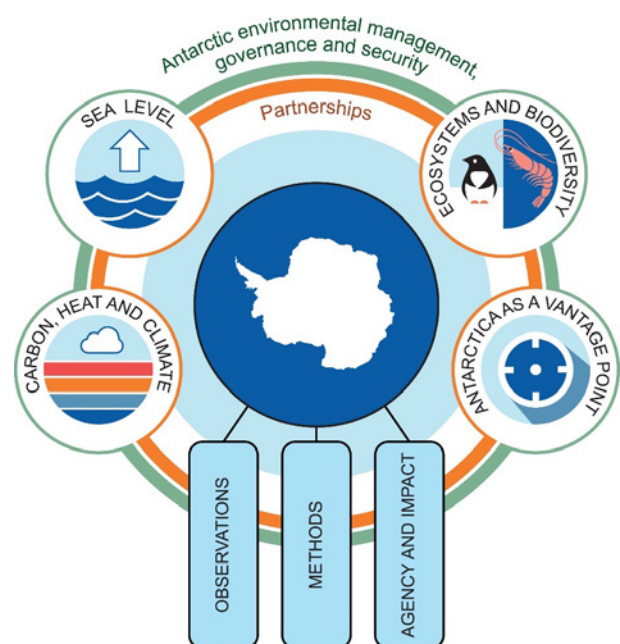 Antarctic environmental management,
governance and security
Partnerships
SEA LEVEL
ECOSYSTEMS AND BIODIVERSITY
CARBON, HEAT AND CLIMATE
ANTARCTICA AS A VANTAGE POINT
OBSERVATIONS
METHODS
AGENCY AND IMPACT